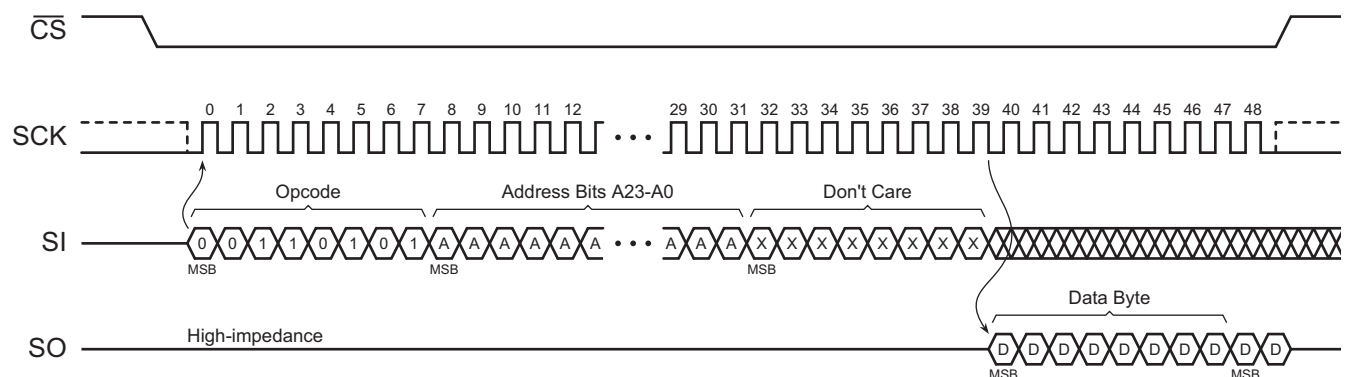 CS
0 1 2 3 4 5 6 7 8 9 10 11 12 29 30 31 32 33 34 35 36 37 38 39 40 41 42 43 44 45 46 47 48
SCK
Opcode Address Bits A23-A0 Don't Care
SI 0 0 1 1 0 1 0 1 A A A A A A A A A X X X X X X X X
MSB MSB MSB
Data Byte
High-impedance
SO D D D D D D D D D D
MSB MSB